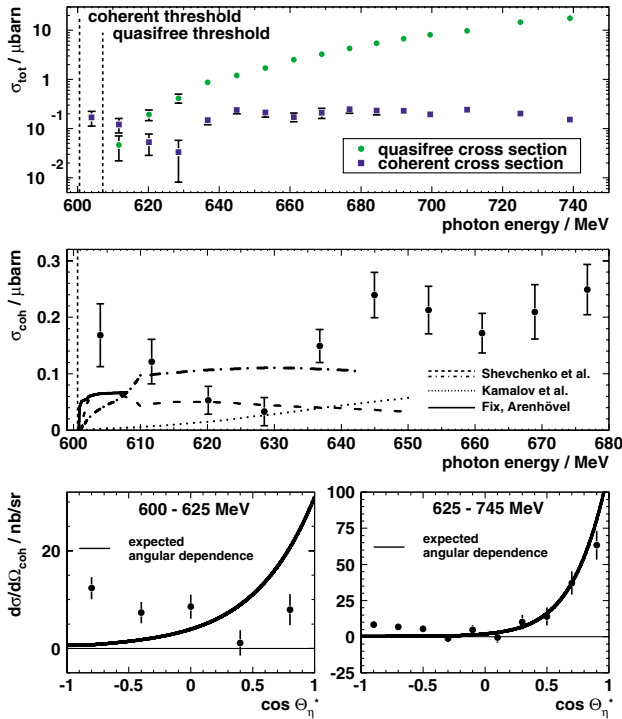 coherent threshold
quasifree threshold
σtot / μbarn
10
1
10 -1
10 -2
quasifree cross section
coherent cross section
600 620 640 660 680 700 720 740
photon energy / MeV
σcoh / μbarn
0.3
0.2
0.1
0
Shevchenko et al.
Kamalov et al.
Fix, Arenhövel
600 610 620 630 640 650 660 670 680
photon energy / MeV
dσ/dΩcoh / nb/sr
600 - 625 MeV
expected
angular dependence
20
0
-1 -0.5 0 0.5 1
cos Θη*
625 - 745 MeV
expected
angular dependence
100
75
50
25
0
-25
-1 -0.5 0 0.5 1
cos Θη*